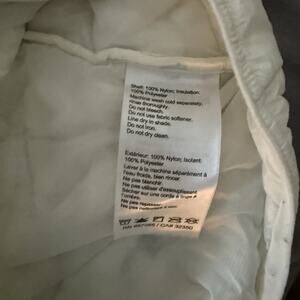 Shell: 100% Nylon; Insulation:
100% Polyester
Machine wash cold separately,
Rinse thoroughly.
Do not bleach.
Do not use fabric softener.
Line dry in shade.
Do not iron.
Do not dry clean.
Extérieur: 100% Nylon; Isolant:
100% Polyester
Laver à la machine séparément à
l'eau froide, bien rincer.
Ne pas blanchir.
Ne pas utiliser d'assouplissant
Sécher sur une corde à linge à
l'ombre.
Ne pas repasser.
Ne pas nettoyer à sec.
CA# 32350